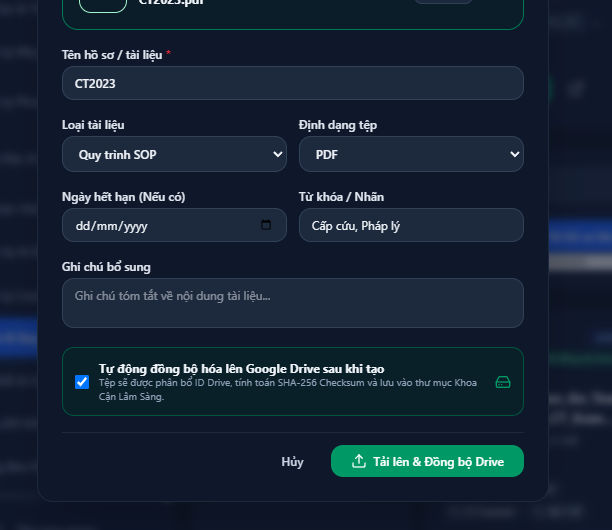 CT2023.pdf
Tên hồ sơ / tài liệu *
CT2023
Loại tài liệu
Định dạng tệp
Quy trình SOP
PDF
Ngày hết hạn (Nếu có)
Từ khóa / Nhãn
dd/mm/yyyy
Cấp cứu, Pháp lý
Ghi chú bổ sung
Ghi chú tóm tắt về nội dung tài liệu...
Tự động đồng bộ hóa lên Google Drive sau khi tạo
Tệp sẽ được phân bổ ID Drive, tính toán SHA-256 Checksum và lưu vào thư mục Khoa
Cận Lâm Sàng.
Hủy
Tải lên & Đồng bộ Drive